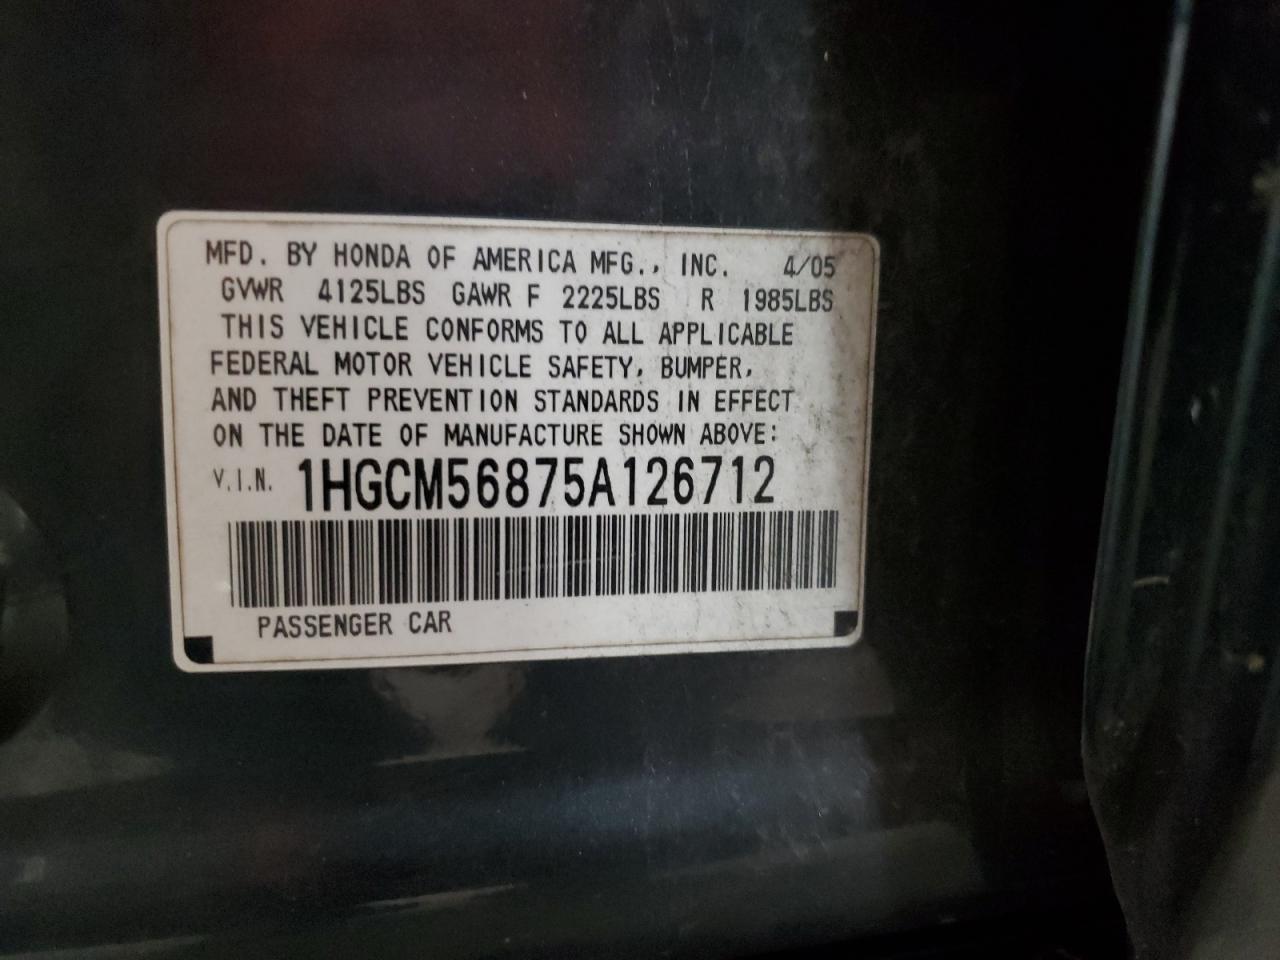 MFD. BY HONDA OF AMERICA MFG., INC. 4/05
GVWR 4125LBS GAWR F 2225LBS R 1985LBS
THIS VEHICLE CONFORMS TO ALL APPLICABLE
FEDERAL MOTOR VEHICLE SAFETY, BUMPER,
AND THEFT PREVENTION STANDARDS IN EFFECT
ON THE DATE OF MANUFACTURE SHOWN ABOVE:
V.I.N. 1HGCM56875A126712
PASSENGER CAR